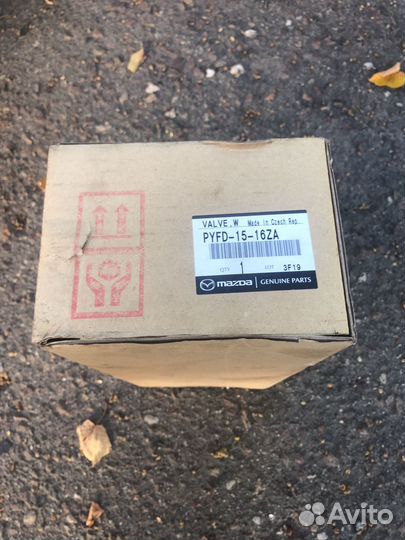 VALVE,W Made in Czech Rep.
PYFD-15-16ZA
QTY 1 LOT 3F19
mazda GENUINE PARTS
Avito